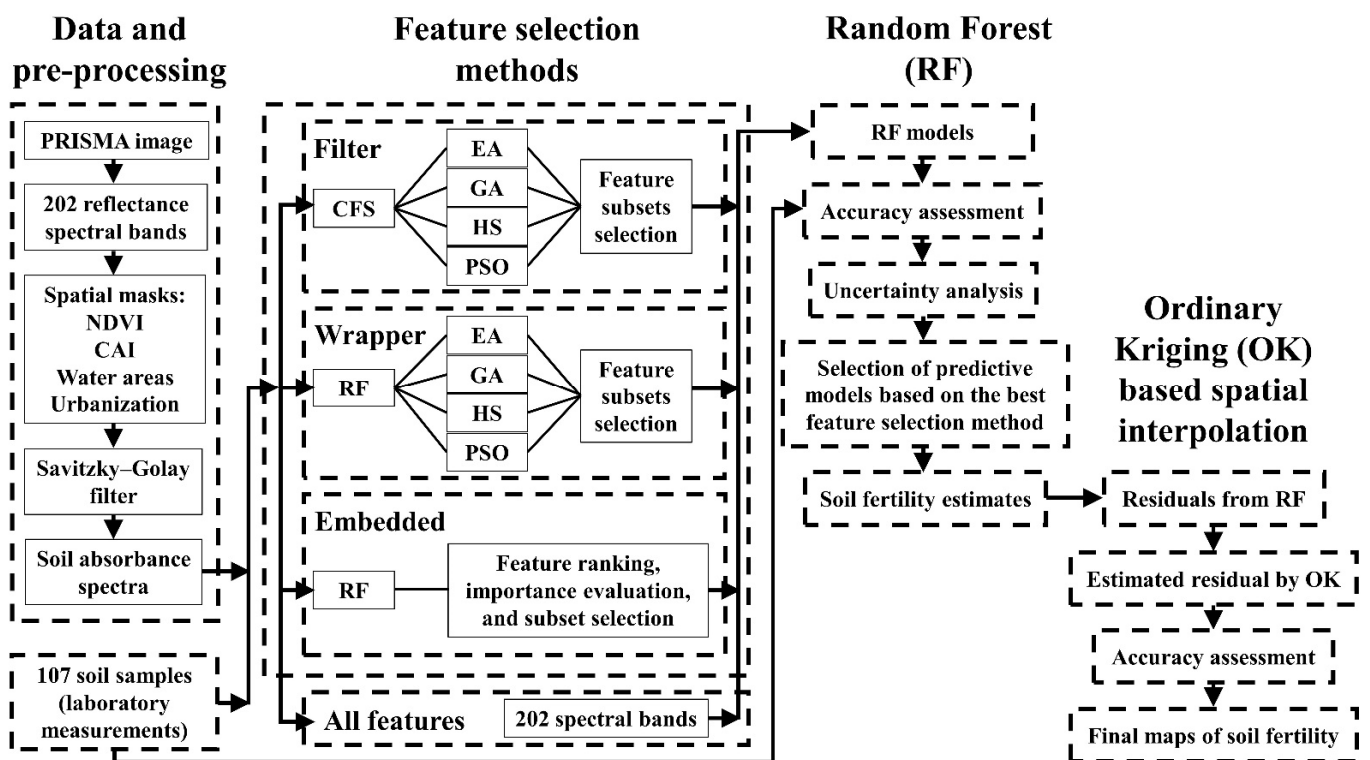 Data and
pre-processing
PRISMA image
202 reflectance
spectral bands
Spatial masks:
NDVI
CAI
Water areas
Urbanization
Savitzky–Golay
filter
Soil absorbance
spectra
107 soil samples
(laboratory
measurements)
Feature selection
methods
Filter
CFS
EA
GA
HS
PSO
Feature
subsets
selection
Wrapper
RF
EA
GA
HS
PSO
Feature
subsets
selection
Embedded
RF
Feature ranking,
importance evaluation,
and subset selection
All features
202 spectral bands
Random Forest
(RF)
RF models
Accuracy assessment
Uncertainty analysis
Selection of predictive
models based on the best
feature selection method
Soil fertility estimates
Ordinary
Kriging (OK)
based spatial
interpolation
Residuals from RF
Estimated residual by OK
Accuracy assessment
Final maps of soil fertility